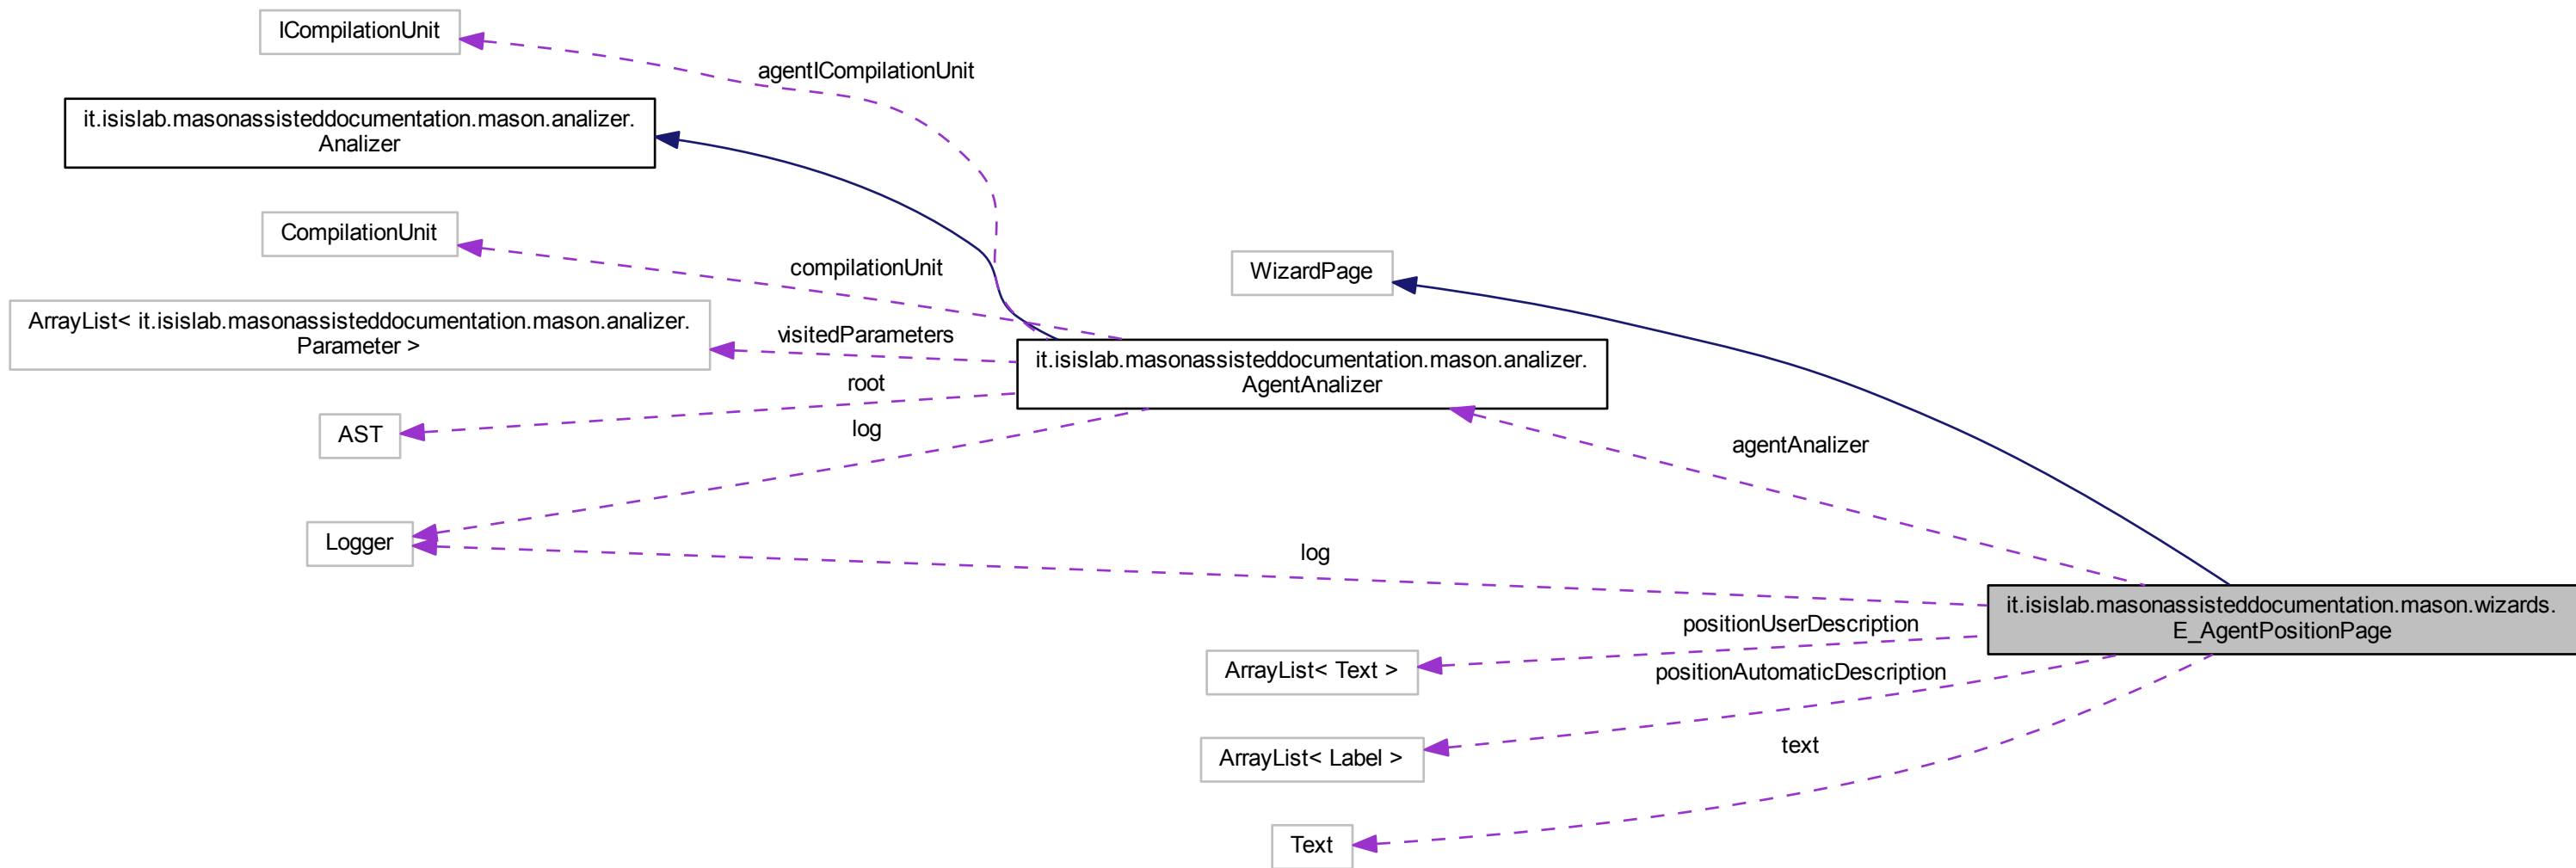 ICompilationUnit
agentICompilationUnit
it.isislab.masonassisteddocumentation.mason.analizer.
Analizer
CompilationUnit
compilationUnit
WizardPage
ArrayList< it.isislab.masonassisteddocumentation.mason.analizer.
Parameter >
visitedParameters
it.isislab.masonassisteddocumentation.mason.analizer.
AgentAnalizer
root
AST
log
agentAnalizer
Logger
log
it.isislab.masonassisteddocumentation.mason.wizards.
E_AgentPositionPage
positionUserDescription
ArrayList< Text >
positionAutomaticDescription
ArrayList< Label >
text
Text